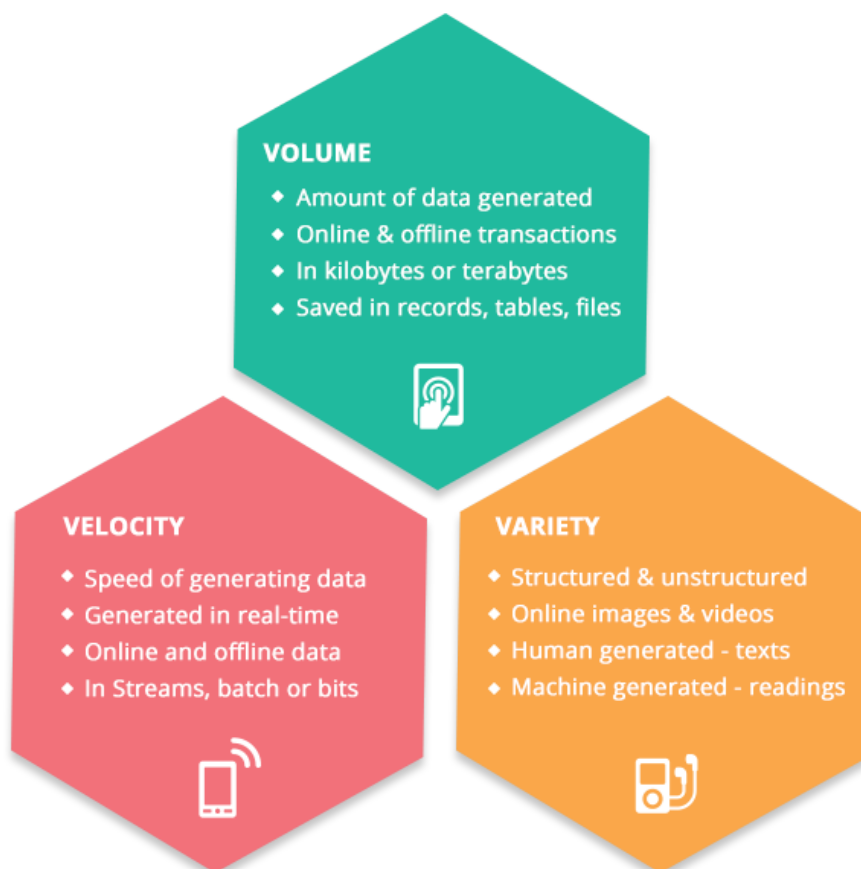 VOLUME
◆ Amount of data generated
◆ Online & offline transactions
◆ In kilobytes or terabytes
◆ Saved in records, tables, files
VELOCITY
◆ Speed of generating data
◆ Generated in real-time
◆ Online and offline data
◆ In Streams, batch or bits
VARIETY
◆ Structured & unstructured
◆ Online images & videos
◆ Human generated - texts
◆ Machine generated - readings